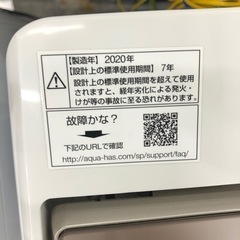 【製造年】2020年
【設計上の標準使用期間】7年
設計上の標準使用期間を超えて使用
されますと、経年劣化による発火・
けが等の事故に至る恐れがあります。
故障かな?
下記のURLで確認
http://aqua-has.com/sp/support/faq/